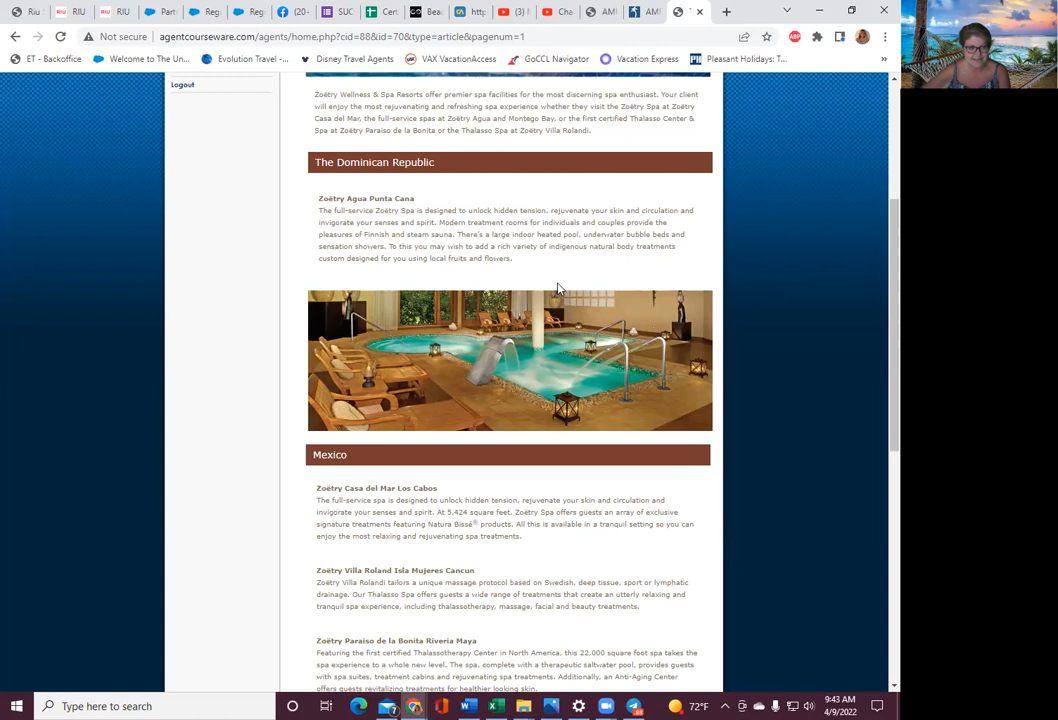 Riu
RIU
RIU
Part
Reg
Reg
(20
SUC
Cert
Bea
http
(3) M
Cha
AMI
AM
Not secure
agentcourseware.com/agents/home.php?cid=88&id=70&type=article&pagenum=1
ET - Backoffice
Welcome to The Un...
Evolution Travel -...
Disney Travel Agents
VAX VacationAccess
GoCCL Navigator
Vacation Express
Pleasant Holidays: T...
Logout
Zoëtry Wellness & Spa Resorts offer premier spa facilities for the most discerning spa enthusiast. Your client
will enjoy the most rejuvenating and refreshing spa experience whether they visit the Zoëtry Spa at Zoëtry
Casa del Mar, the full-service spas at Zoëtry Agua and Montego Bay, or the first certified Thalasso Center &
Spa at Zoëtry Paraiso de la Bonita or the Thalasso Spa at Zoëtry Villa Rolandi.
The Dominican Republic
Zoëtry Agua Punta Cana
The full-service Zoëtry Spa is designed to unlock hidden tension, rejuvenate your skin and circulation and
invigorate your senses and spirit. Modern treatment rooms for individuals and couples provide the
pleasures of Finnish and steam sauna. There's a large indoor heated pool, underwater bubble beds and
sensation showers. To this you may wish to add a rich variety of indigenous natural body treatments
custom designed for you using local fruits and flowers.
Mexico
Zoëtry Casa del Mar Los Cabos
The full-service spa is designed to unlock hidden tension, rejuvenate your skin and circulation and
invigorate your senses and spirit. At 5,424 square feet, Zoëtry Spa offers guests an array of exclusive
signature treatments featuring Natura Bissé® products. All this is available in a tranquil setting so you can
enjoy the most relaxing and rejuvenating spa treatments.
Zoëtry Villa Roland Isla Mujeres Cancun
Zoëtry Villa Rolandi tailors a unique massage protocol based on Swedish, deep tissue, sport or lymphatic
drainage. Our Thalasso Spa offers guests a wide range of treatments that create an utterly relaxing and
tranquil spa experience, including thalassotherapy, massage, facial and beauty treatments.
Zoëtry Paraiso de la Bonita Riveria Maya
Featuring the first certified Thalassotherapy Center in North America, this 22,000 square foot spa takes the
spa experience to a whole new level. The spa, complete with a therapeutic saltwater pool, provides guests
with spa suites, treatment cabins and rejuvenating spa treatments. Additionally, an Anti-Aging Center
offers guests revitalizing treatments for healthier looking skin.
Type here to search
72°F
9:43 AM
4/9/2022